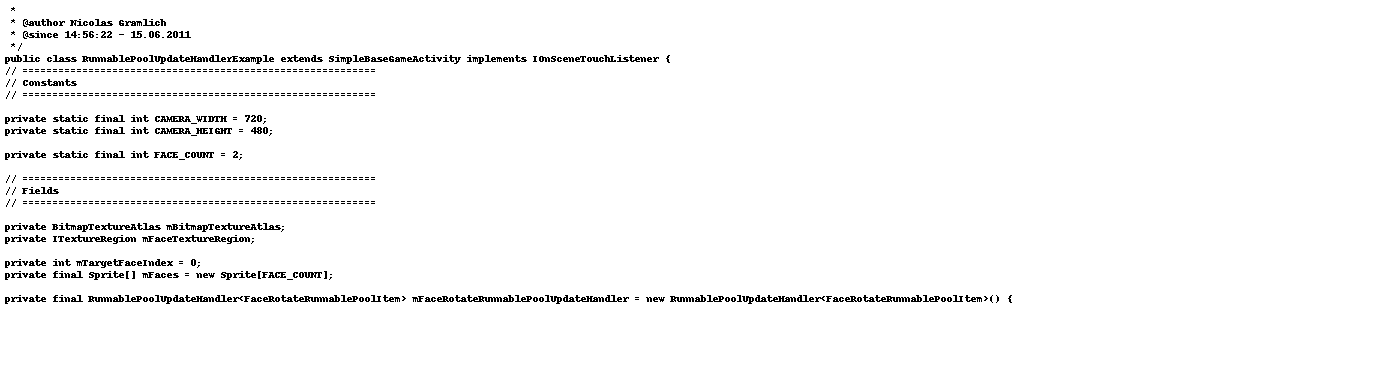 *
* @author Nicolas Gramlich
* @since 14:56:22 - 15.06.2011
*/
public class RunnablePoolUpdateHandlerExample extends SimpleBaseGameActivity implements IOnSceneTouchListener {
// ===========================================================
// Constants
// ===========================================================
private static final int CAMERA_WIDTH = 720;
private static final int CAMERA_HEIGHT = 480;
private static final int FACE_COUNT = 2;
// ===========================================================
// Fields
// ===========================================================
private BitmapTextureAtlas mBitmapTextureAtlas;
private ITextureRegion mFaceTextureRegion;
private int mTargetFaceIndex = 0;
private final Sprite[] mFaces = new Sprite[FACE_COUNT];
private final RunnablePoolUpdateHandler<FaceRotateRunnablePoolItem> mFaceRotateRunnablePoolUpdateHandler = new RunnablePoolUpdateHandler<FaceRotateRunnablePoolItem>() {